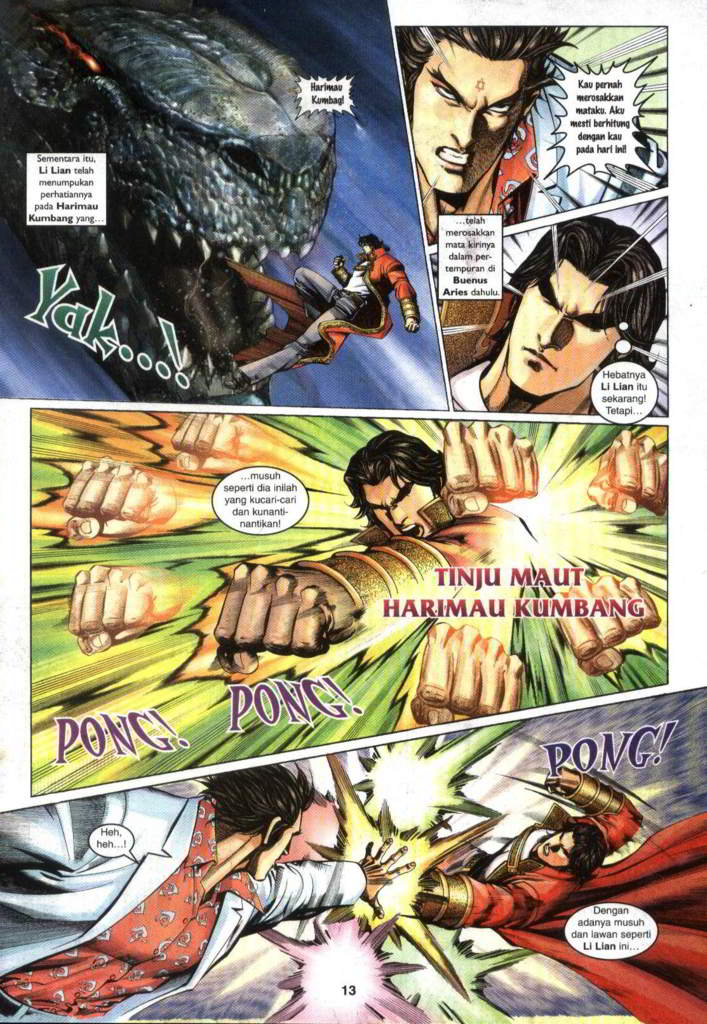 Harimau
Kumbag!
Sementara itu,
Li Lian telah
menumpukan
perhatiannya
pada Harimau
Kumbang yang...
Yak....!
Kau pernah
merosakkan
mataku. Aku
mesti berhitung
dengan kau
pada hari ini!
...telah
merosakkan
mata kirinya
dalam per-
tempuran di
Buenus
Aries dahulu.
Hebatnya
Li Lian itu
sekarang!
Tetapi...
...musuh
seperti dia inilah
yang kucari-cari
dan kunanti-
nantikan!
TINJU MAUT
HARIMAU KUMBANG
PONG!
PONG!
PONG!
Heh,
heh...!
Dengan
adanya musuh
dan lawan seperti
Li Lian ini...
13